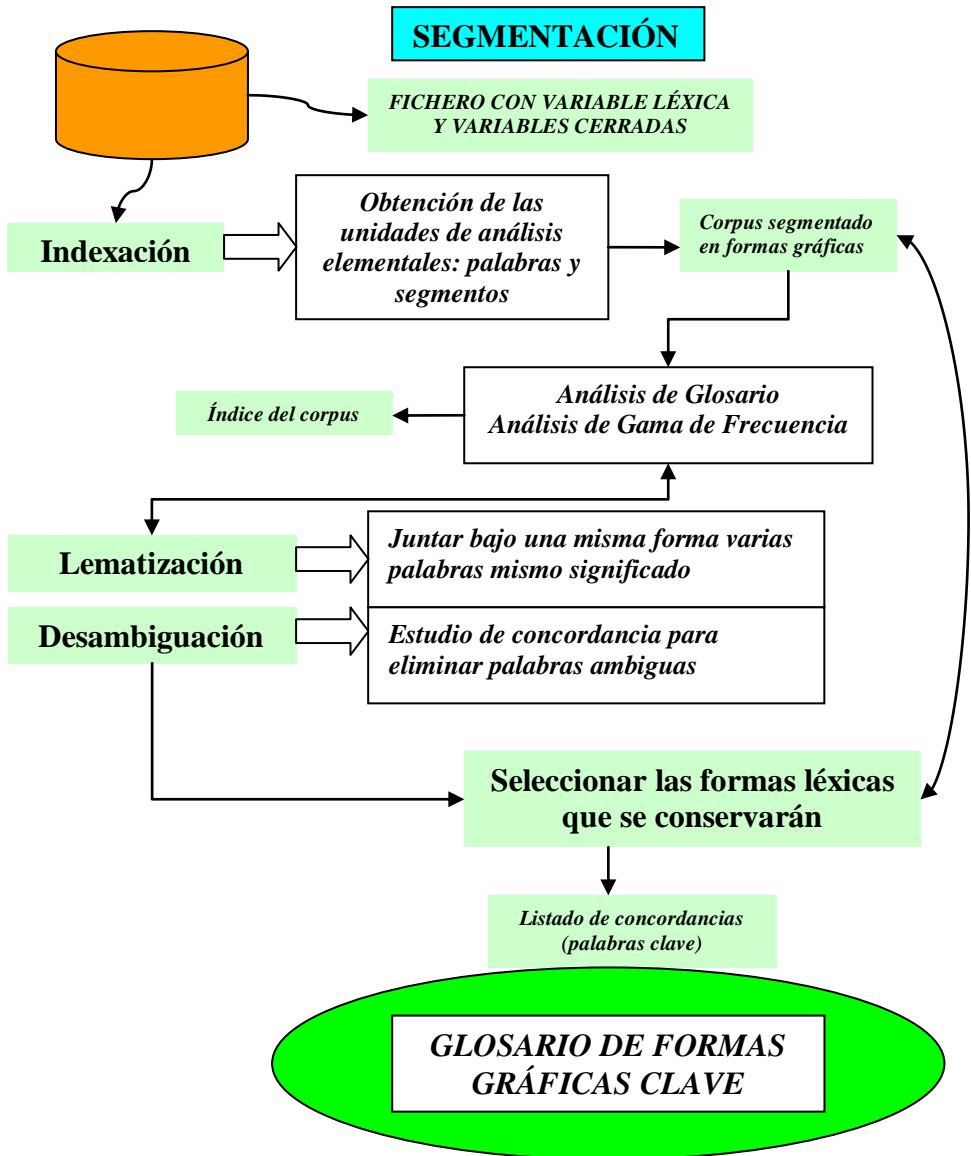 SEGMENTACIÓN
FICHERO CON VARIABLE LÉXICA
Y VARIABLES CERRADAS
Indexación
Obtención de las
unidades de análisis
elementales: palabras y
segmentos
Corpus segmentado
en formas gráficas
Análisis de Glosario
Análisis de Gama de Frecuencia
Índice del corpus
Lematización
Juntar bajo una misma forma varias
palabras mismo significado
Desambiguación
Estudio de concordancia para
eliminar palabras ambiguas
Seleccionar las formas léxicas
que se conservarán
Listado de concordancias
(palabras clave)
GLOSARIO DE FORMAS
GRÁFICAS CLAVE